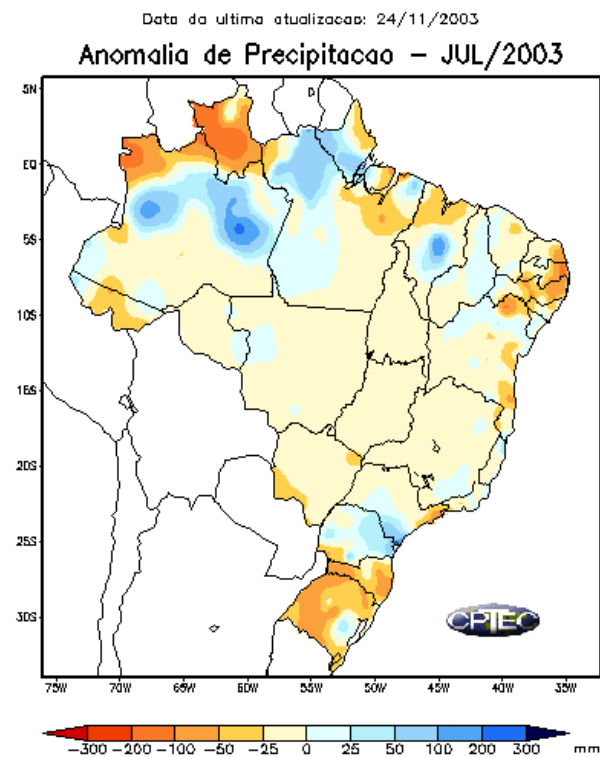 Data da ultima atualizacao: 24/11/2003
Anomalia de Precipitacao – JUL/2003
5N
EQ
5S
10S
15S
20S
25S
30S
CPTEC
75W 70W 65W 60W 55W 50W 45W 40W 35W
−300 −200 −100 −50 −25 0 25 50 100 200 300 mm